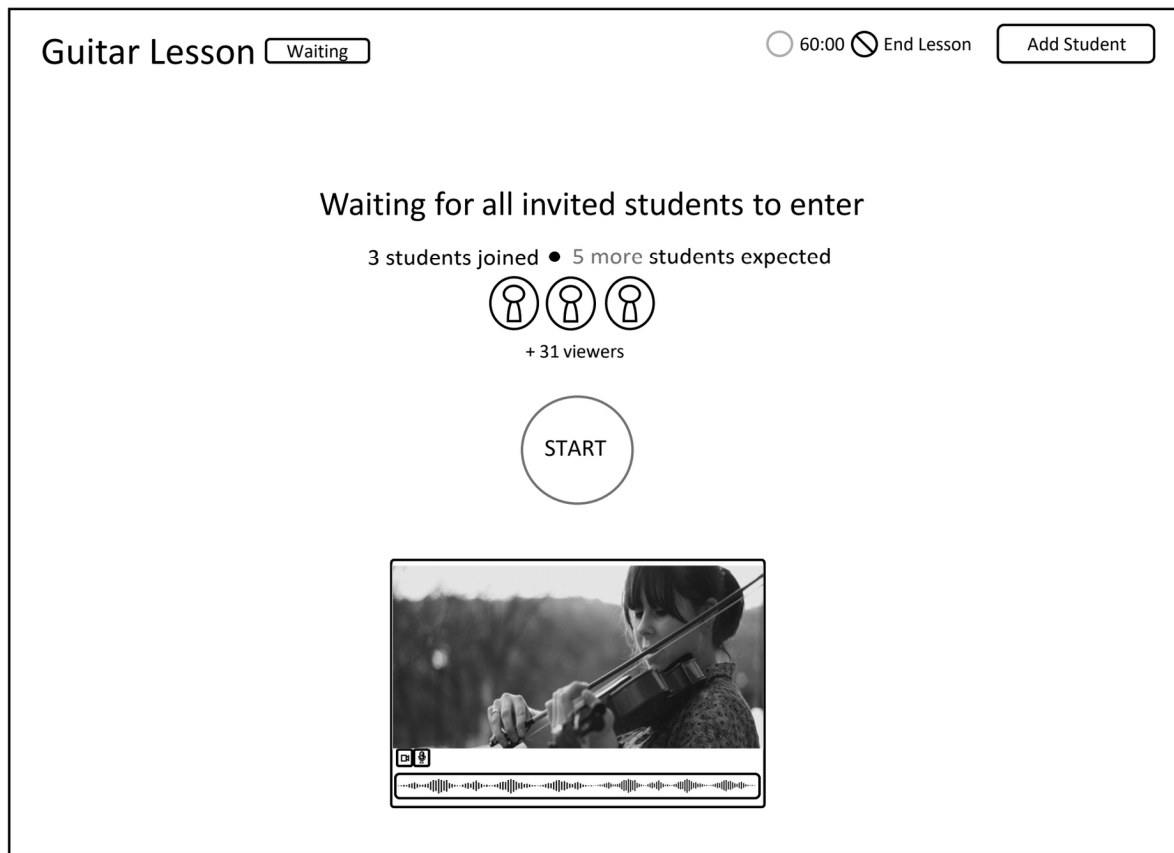 Guitar Lesson Waiting 60:00 End Lesson Add Student
Waiting for all invited students to enter
3 students joined ● 5 more students expected
+ 31 viewers
START